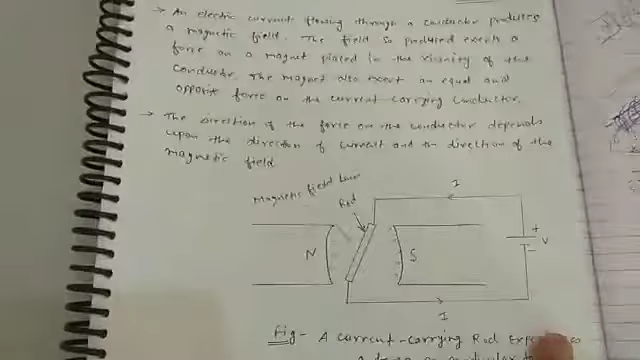 → An electric current flowing through a conductor produces
a magnetic field. The field so produced exerts a
force on a magnet placed in the vicinity of the
conductor. The magnet also exert an equal and
opposite force on the current-carrying conductor.
→ The direction of the force on the conductor depends
upon the direction of current and the direction of the
magnetic field
Magnetic field
Rod
I
N
S
+
-
V
I
Fig - A current-carrying Rod